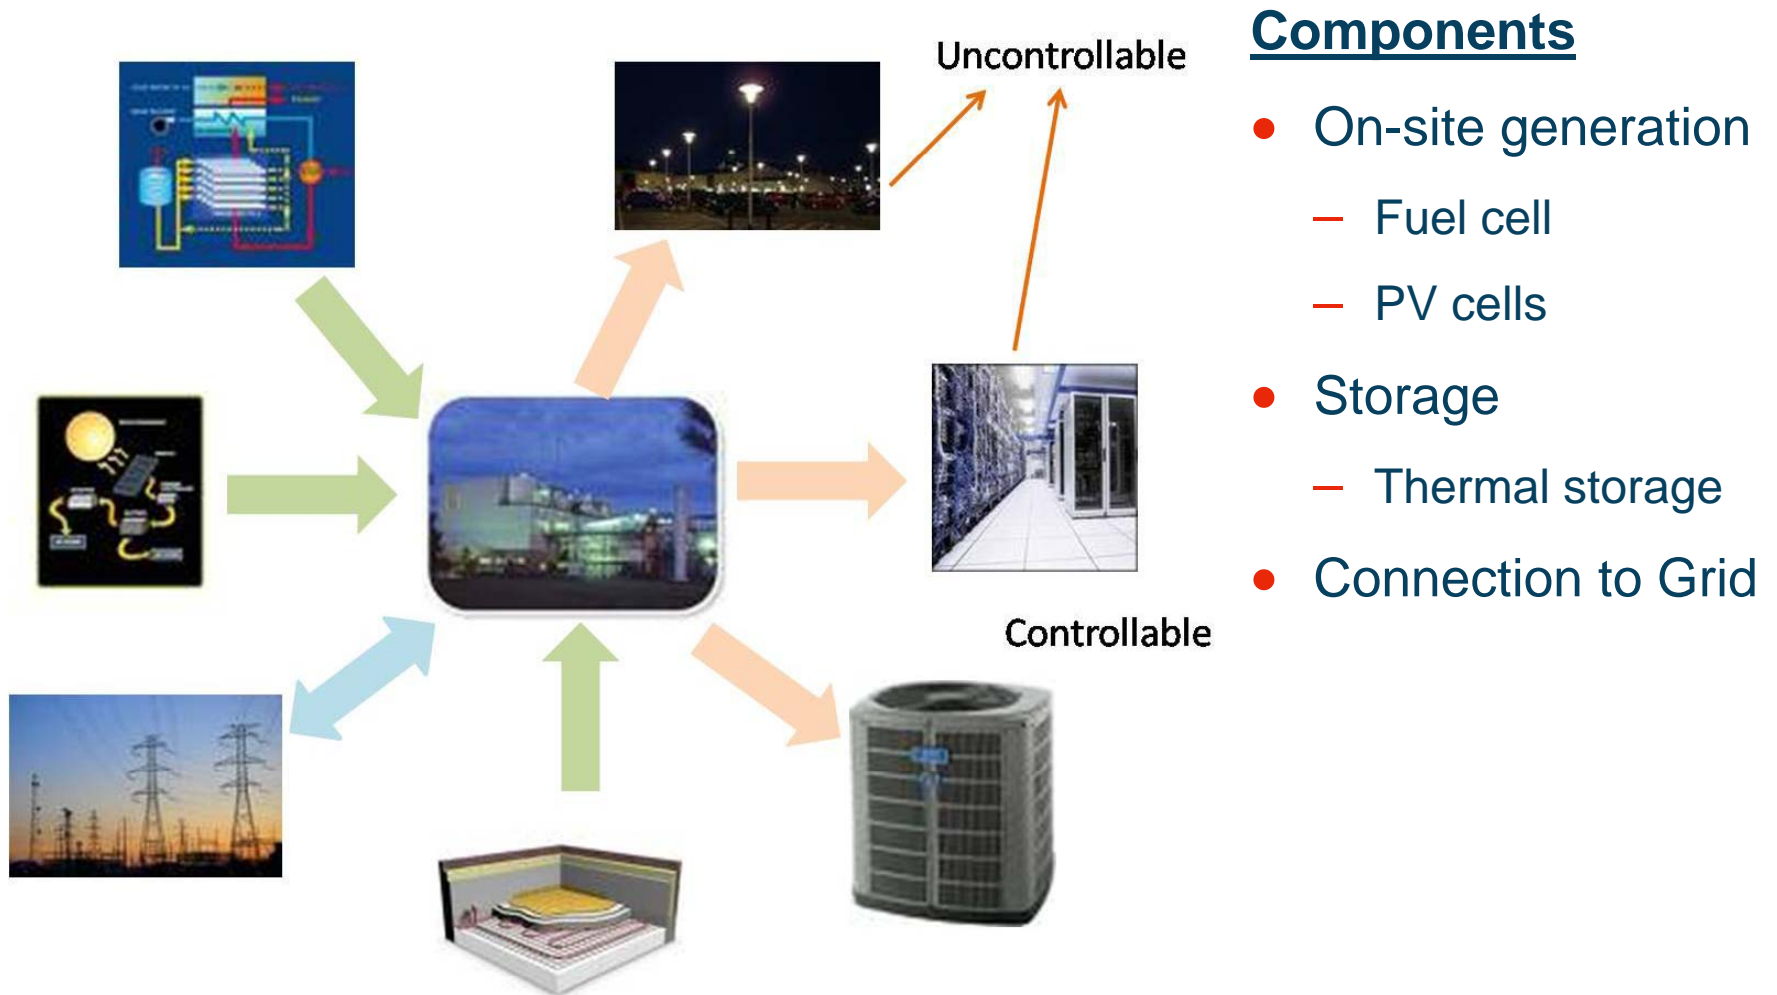 Uncontrollable
Controllable
Components
On-site generation
Fuel cell
PV cells
Storage
Thermal storage
Connection to Grid